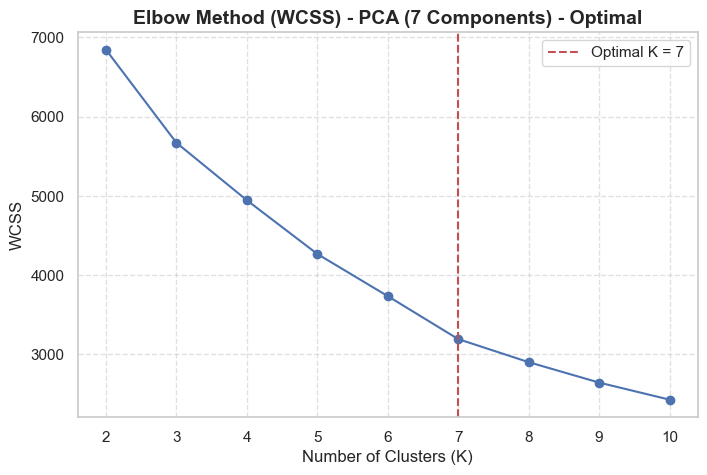 Elbow Method (WCSS) - PCA (7 Components) - Optimal
Optimal K = 7
WCSS
7000
6000
5000
4000
3000
2 3 4 5 6 7 8 9 10
Number of Clusters (K)